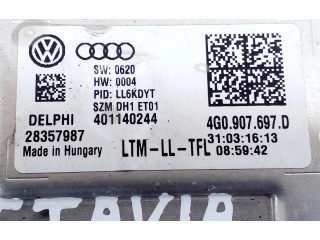 SW: 0620
HW: 0004
PID: LL6KDYT
SZM DH1 ET01
DELPHI 401140244 4G0.907.697.D
28357987 31:03:16:13
Made in Hungary LTM-LL-TFL 08:59:42